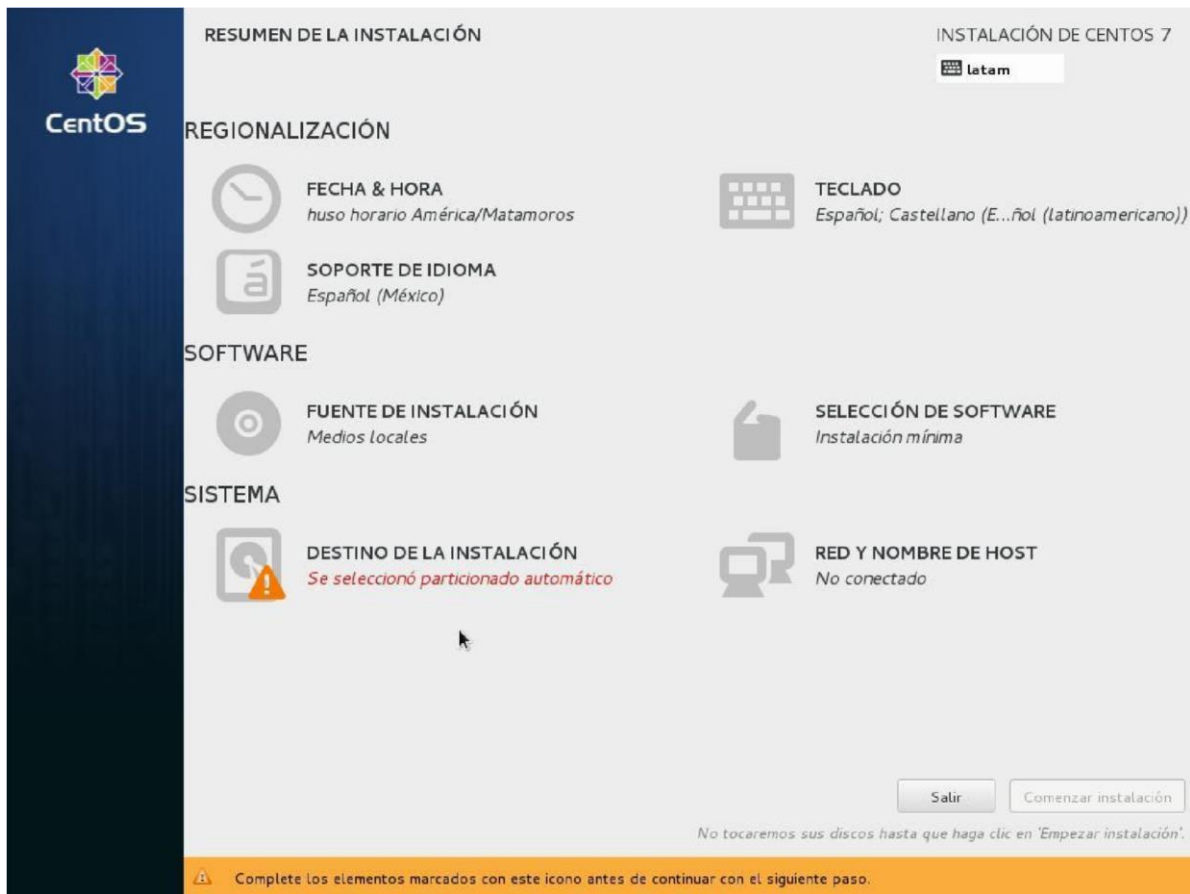 RESUMEN DE LA INSTALACIÓN
INSTALACIÓN DE CENTOS 7
latam
CentOS
REGIONALIZACIÓN
FECHA & HORA
huso horario América/Matamoros
TECLADO
Español; Castellano (E...ñol (latinoamericano))
SOPORTE DE IDIOMA
Español (México)
SOFTWARE
FUENTE DE INSTALACIÓN
Medios locales
SELECCIÓN DE SOFTWARE
Instalación mínima
SISTEMA
DESTINO DE LA INSTALACIÓN
Se seleccionó particionado automático
RED Y NOMBRE DE HOST
No conectado
Salir
Comenzar instalación
No tocaremos sus discos hasta que haga clic en 'Empezar instalación'.
Complete los elementos marcados con este icono antes de continuar con el siguiente paso.